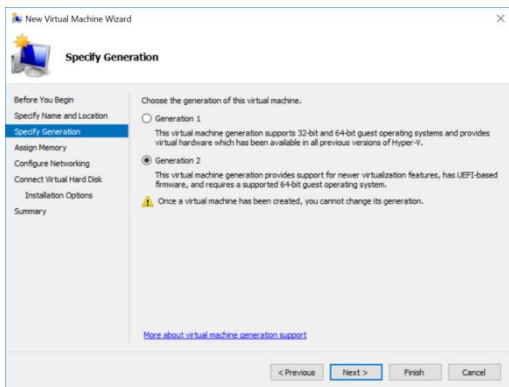 New Virtual Machine Wizard
Specify Generation
Before You Begin
Specify Name and Location
Specify Generation
Assign Memory
Configure Networking
Connect Virtual Hard Disk
Installation Options
Summary
Choose the generation of this virtual machine.
Generation 1
This virtual machine generation supports 32-bit and 64-bit guest operating systems and provides
virtual hardware which has been available in all previous versions of Hyper-V.
Generation 2
This virtual machine generation provides support for newer virtualization features, has UEFI-based
firmware, and requires a supported 64-bit guest operating system.
Once a virtual machine has been created, you cannot change its generation.
More about virtual machine generation support
< Previous
Next >
Finish
Cancel